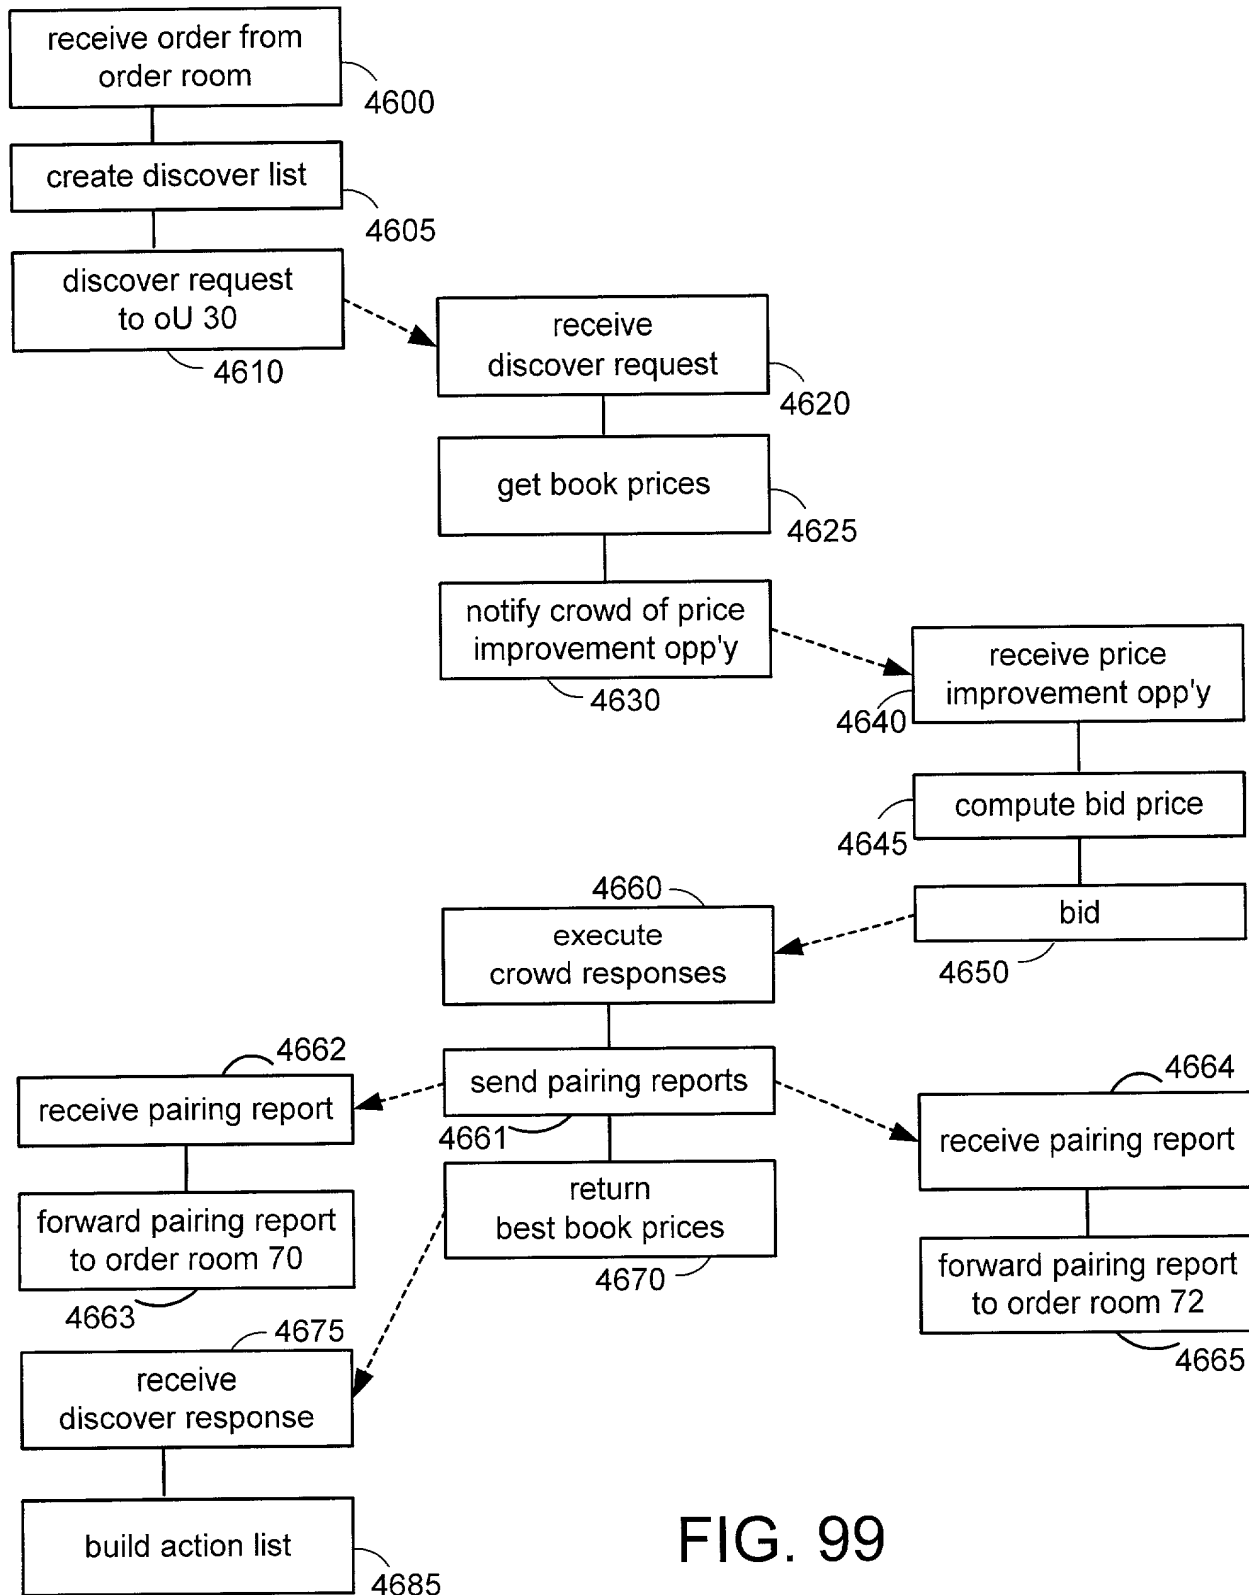 receive order from
order room
4600
create discover list
4605
discover request
to oU 30
4610
receive
discover request
4620
get book prices
4625
notify crowd of price
improvement opp'y
4630
receive price
improvement opp'y
4640
compute bid price
4645
bid
4650
4660
execute
crowd responses
send pairing reports
4661
4662
receive pairing report
forward pairing report
to order room 70
4663
4664
receive pairing report
forward pairing report
to order room 72
4665
return
best book prices
4670
4675
receive
discover response
build action list
4685
FIG. 99